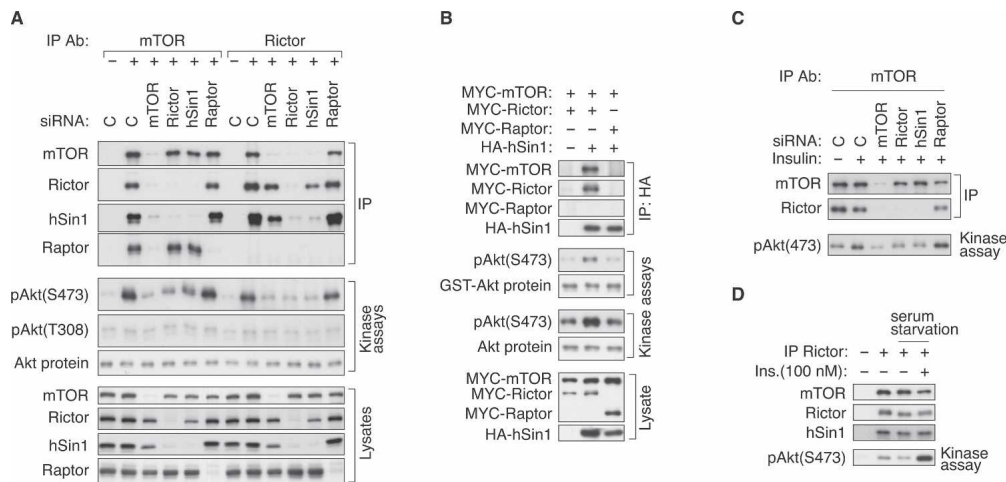 A
IP Ab: mTOR Rictor
– + + + + + – + + + + +
siRNA: C C mTOR Rictor hSin1 Raptor C C mTOR Rictor hSin1 Raptor
mTOR
Rictor
hSin1
Raptor
IP
pAkt(S473)
pAkt(T308)
Akt protein
Kinase assays
mTOR
Rictor
hSin1
Raptor
Lysates
B
MYC-mTOR: + + +
MYC-Rictor: + + –
MYC-Raptor: – – +
HA-hSin1: – + +
MYC-mTOR
MYC-Rictor
MYC-Raptor
HA-hSin1
IP: HA
pAkt(S473)
GST-Akt protein
pAkt(S473)
Akt protein
Kinase assays
MYC-mTOR
MYC-Rictor
MYC-Raptor
HA-hSin1
Lysate
C
IP Ab: mTOR
siRNA: C C mTOR Rictor hSin1 Raptor
Insulin: – + + + + +
mTOR
Rictor
IP
pAkt(473)
Kinase assay
D
serum starvation
IP Rictor: – + + +
Ins.(100 nM): – – – +
mTOR
Rictor
hSin1
pAkt(S473)
Kinase assay